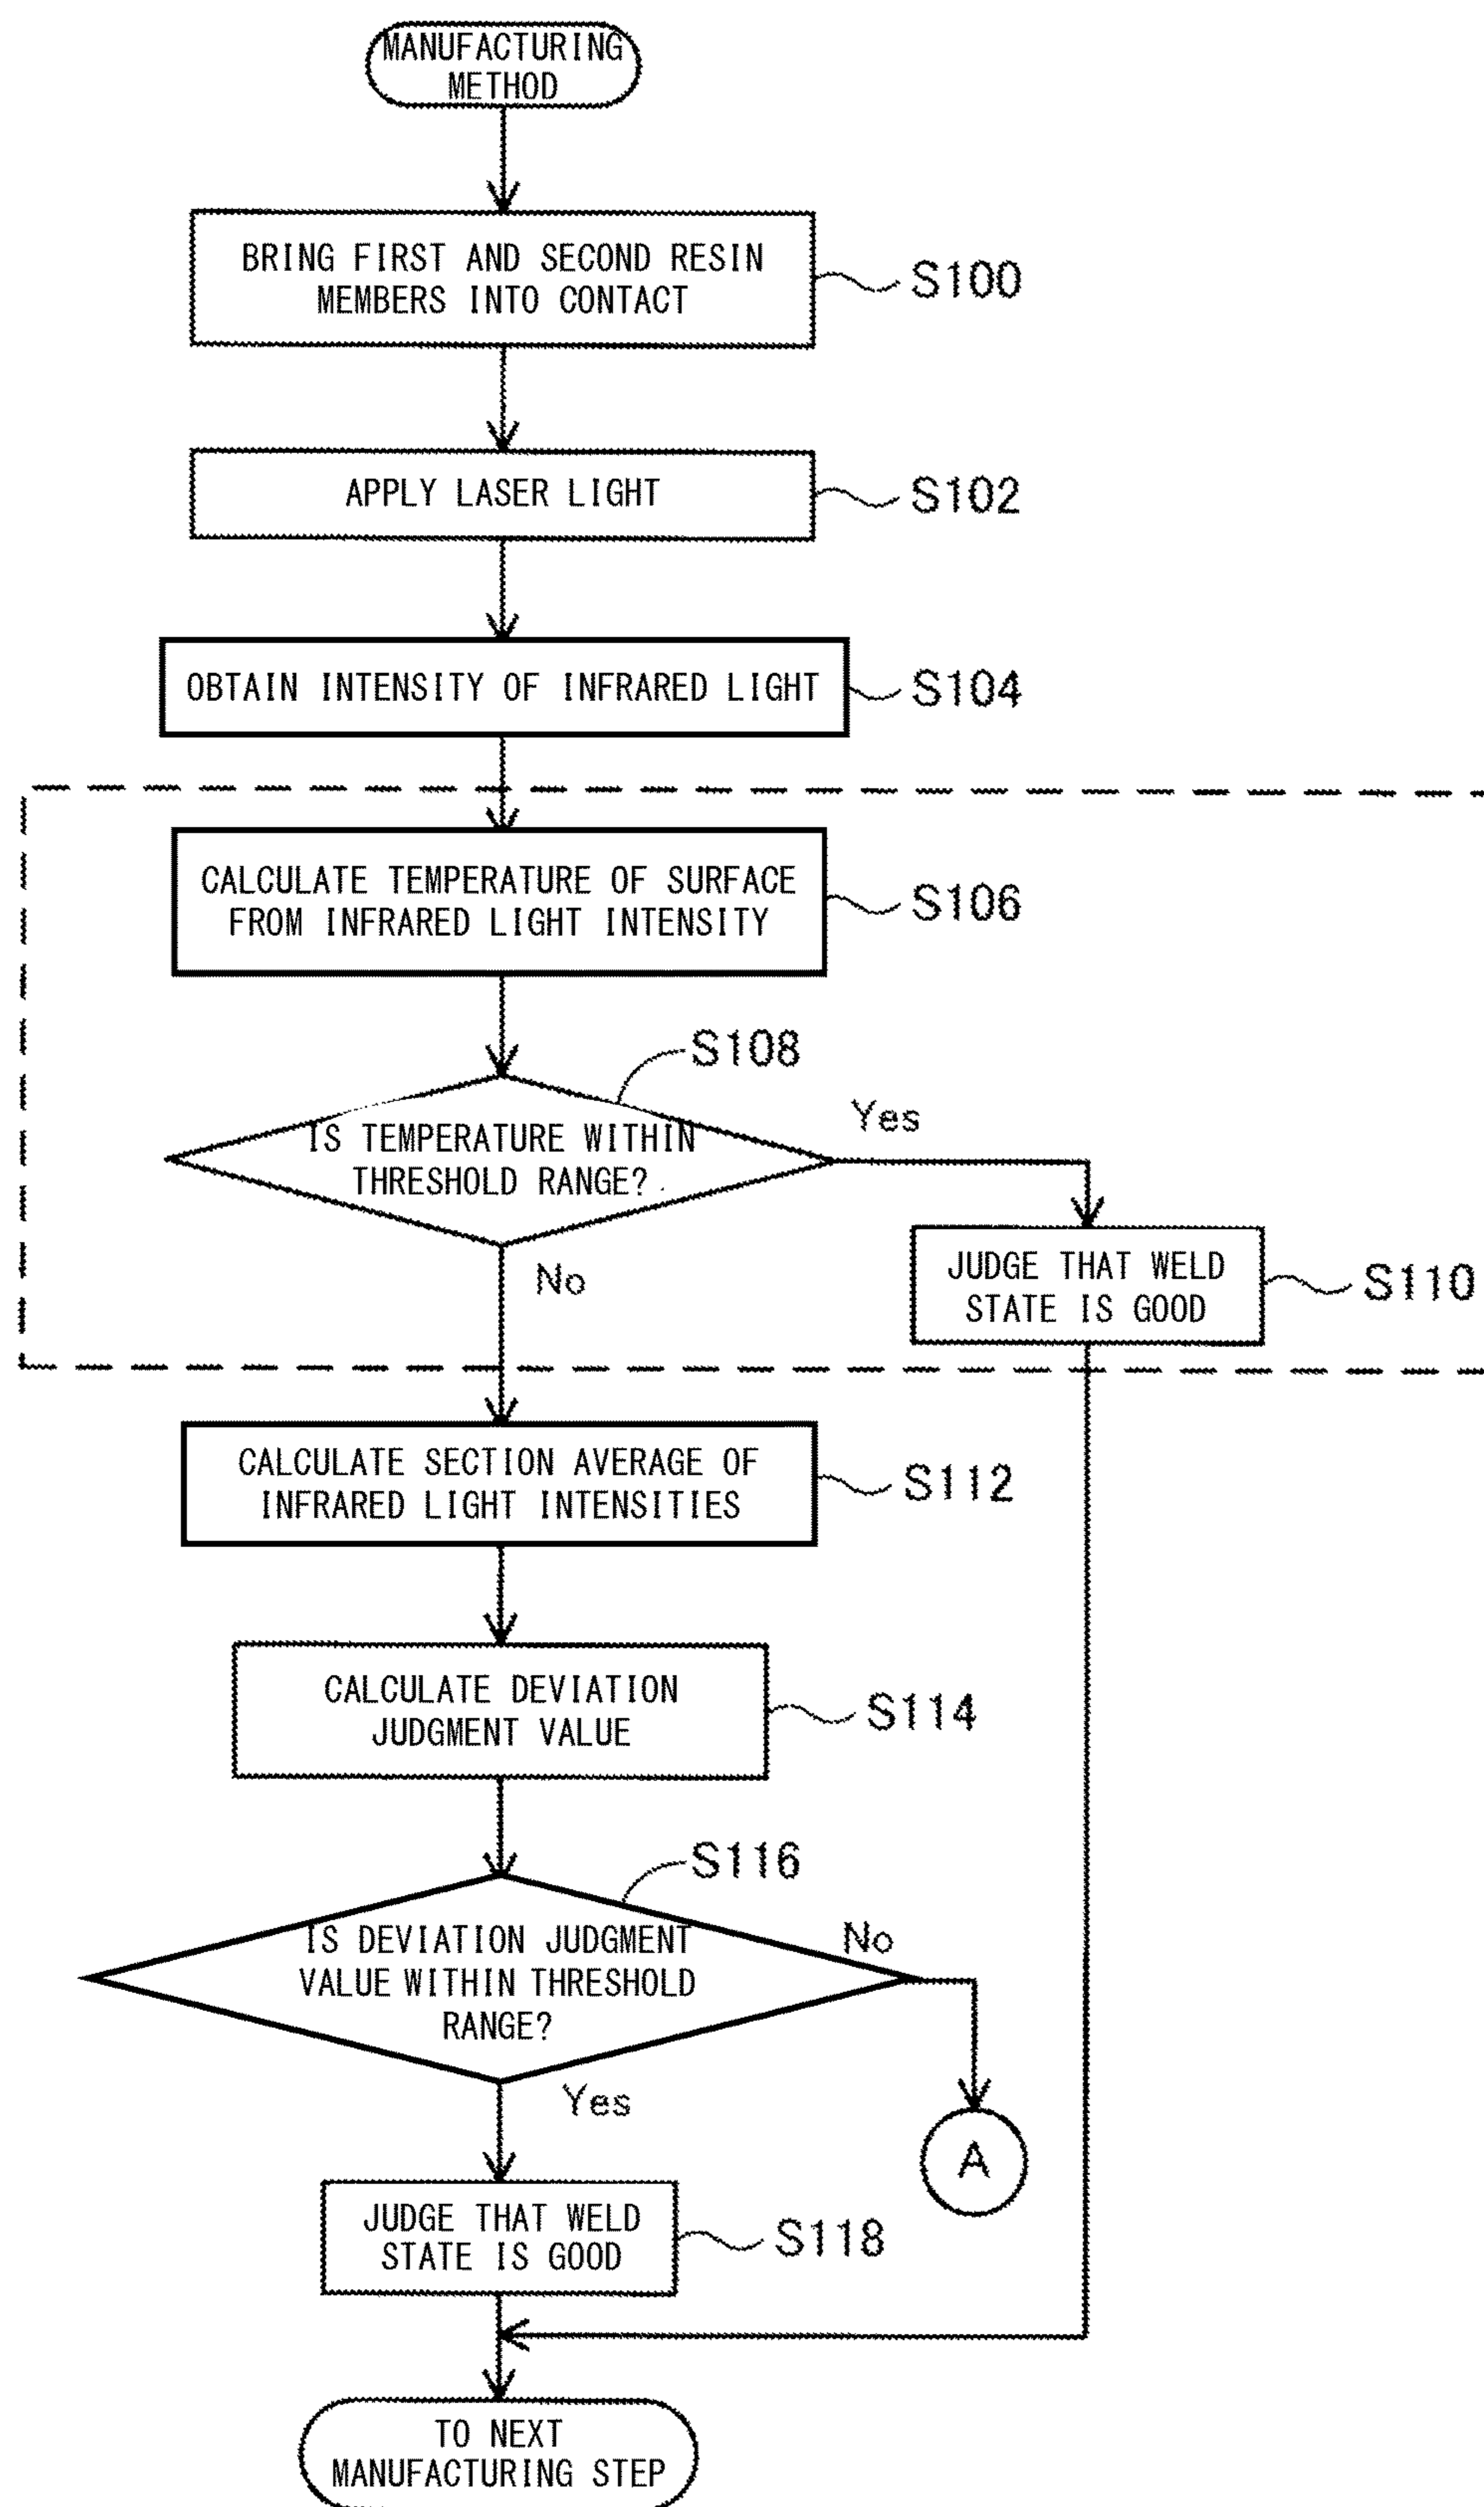 MANUFACTURING
METHOD
BRING FIRST AND SECOND RESIN
MEMBERS INTO CONTACT
S100
APPLY LASER LIGHT
S102
OBTAIN INTENSITY OF INFRARED LIGHT
S104
CALCULATE TEMPERATURE OF SURFACE
FROM INFRARED LIGHT INTENSITY
S106
S108
IS TEMPERATURE WITHIN
THRESHOLD RANGE?
Yes
No
JUDGE THAT WELD
STATE IS GOOD
S110
CALCULATE SECTION AVERAGE OF
INFRARED LIGHT INTENSITIES
S112
CALCULATE DEVIATION
JUDGMENT VALUE
S114
S116
IS DEVIATION JUDGMENT
VALUE WITHIN THRESHOLD
RANGE?
No
Yes
A
JUDGE THAT WELD
STATE IS GOOD
S118
TO NEXT
MANUFACTURING STEP